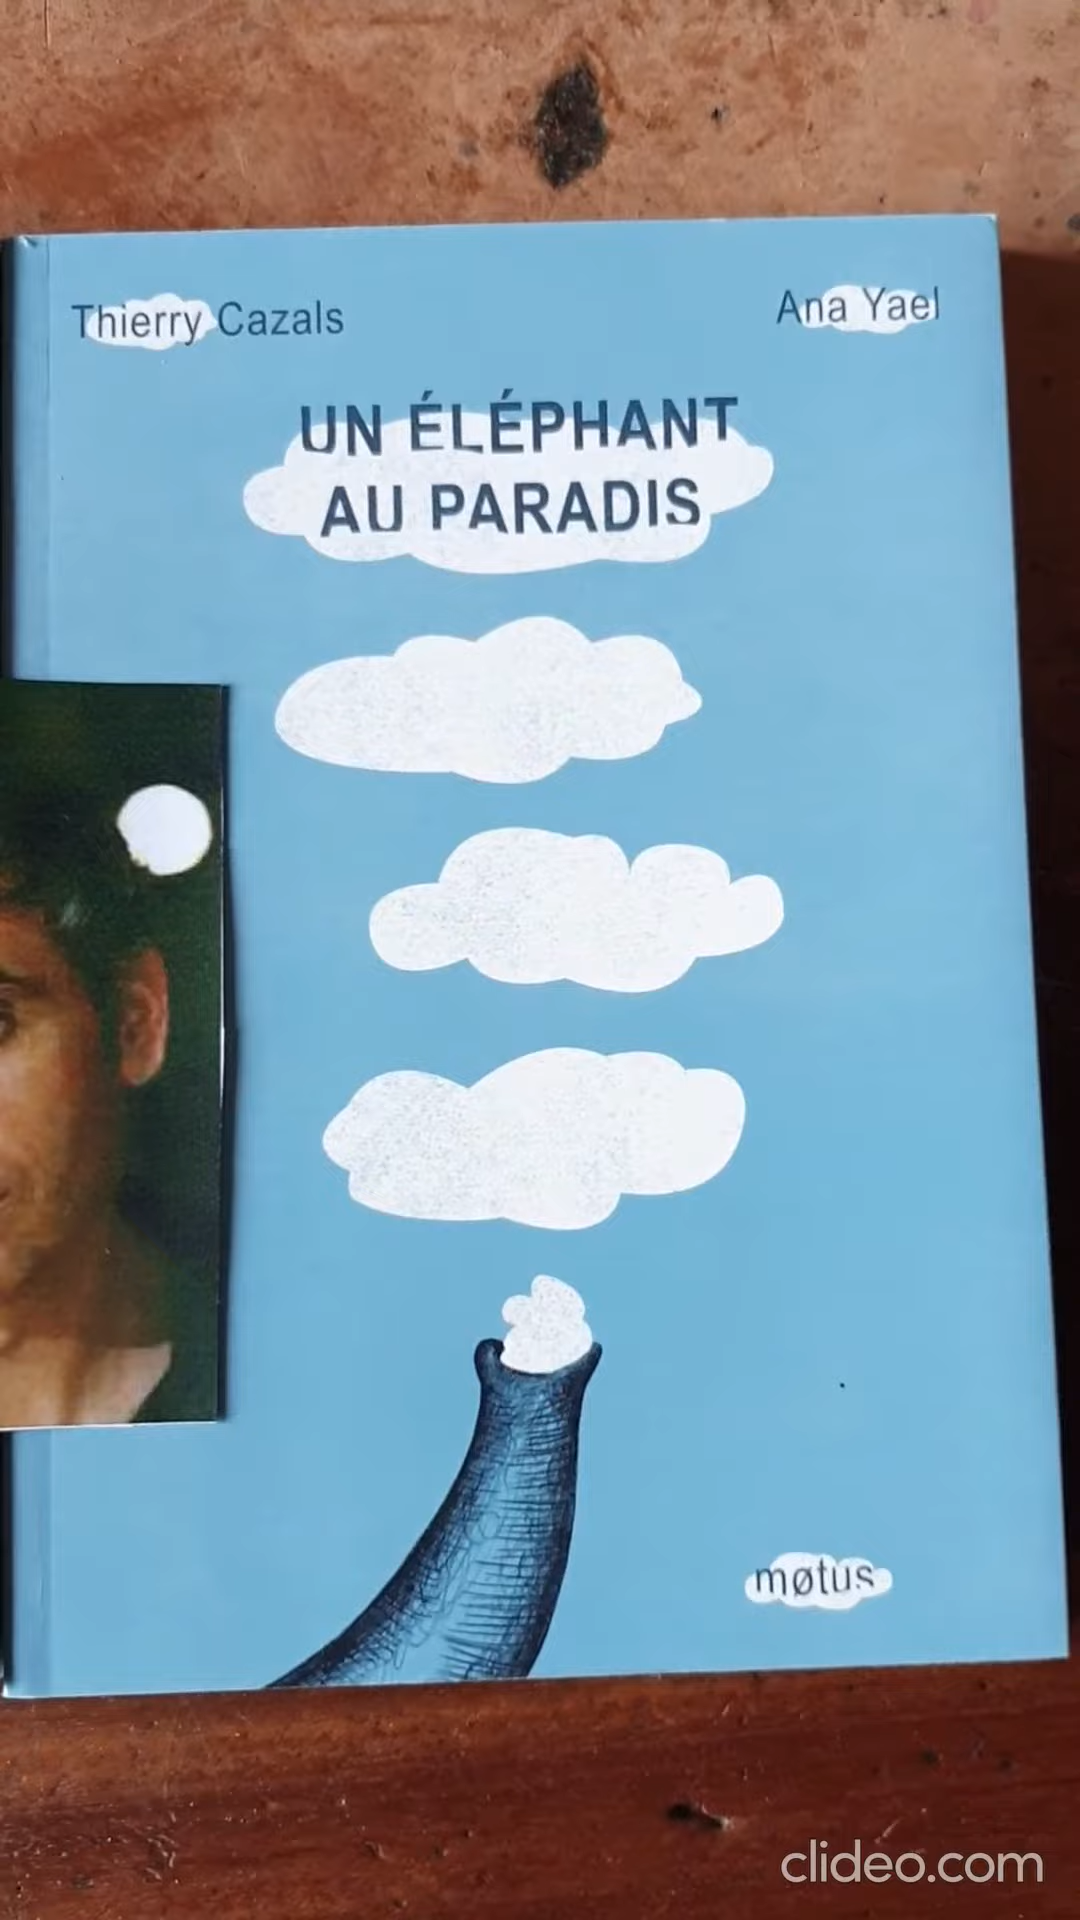 Thierry Cazals
Ana Yael
UN ÉLÉPHANT
AU PARADIS
møtus
clideo.com